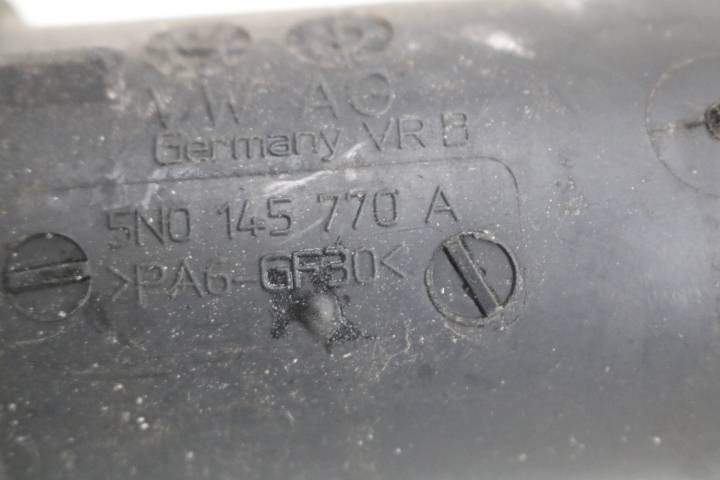 VW AG
Germany VR B
5N0 145 770 A
>PA6-GF30<